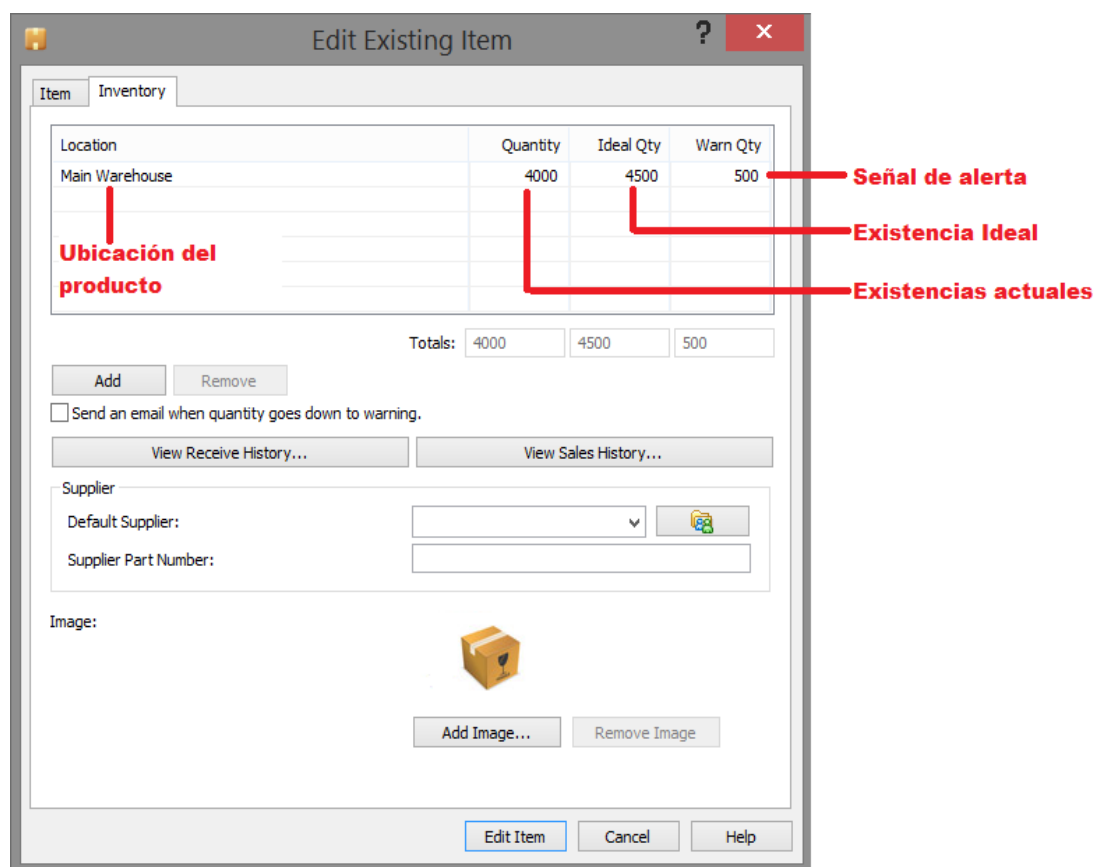 Edit Existing Item
?
x
Item Inventory
Location Quantity Ideal Qty Warn Qty
Main Warehouse 4000 4500 500
Señal de alerta
Existencia Ideal
Ubicación del
producto
Existencias actuales
Totals: 4000 4500 500
Add Remove
Send an email when quantity goes down to warning.
View Receive History... View Sales History...
Supplier
Default Supplier:
Supplier Part Number:
Image:
Add Image... Remove Image
Edit Item Cancel Help